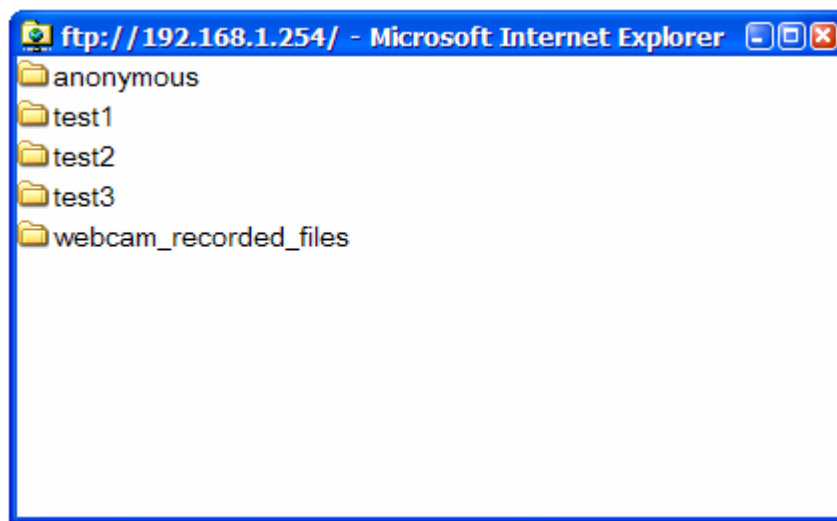 ftp://192.168.1.254/ - Microsoft Internet Explorer
anonymous
test1
test2
test3
webcam_recorded_files